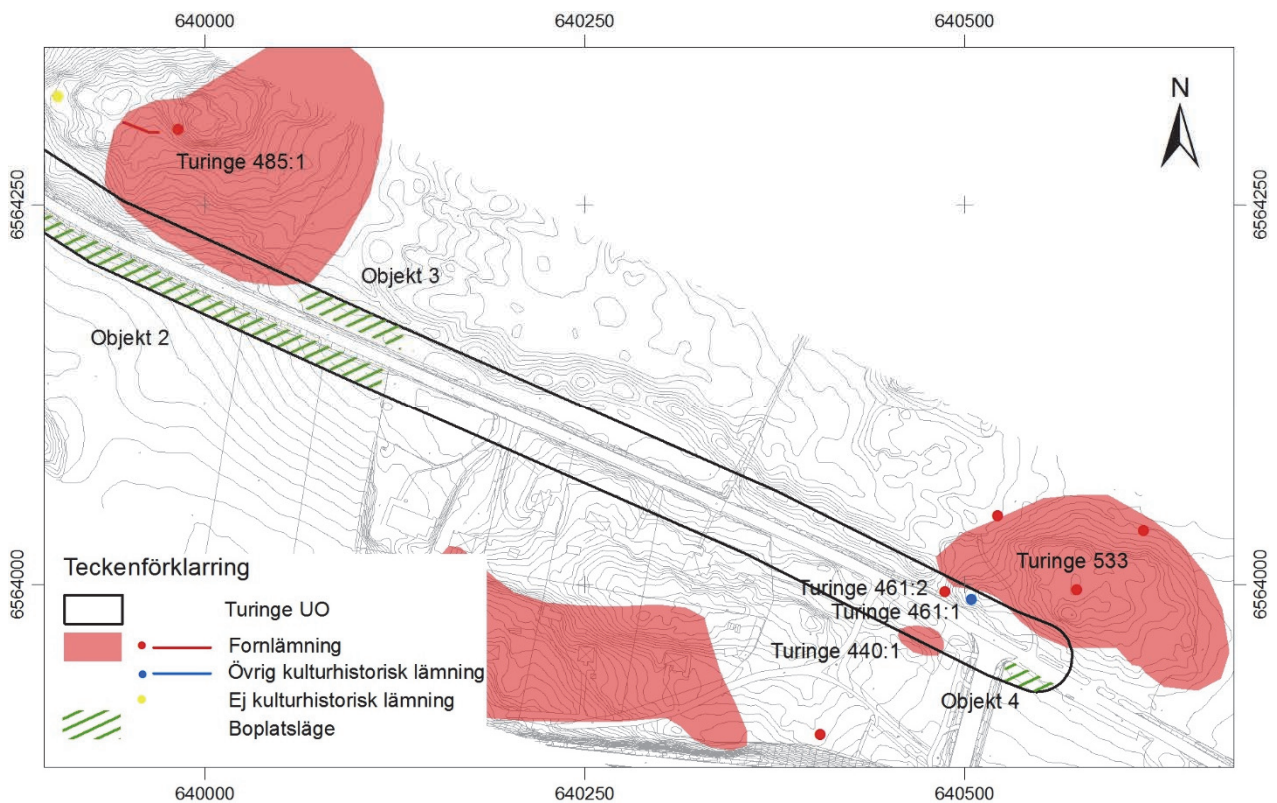 640000
640250
640500
N
Turinge 485:1
6564250
6564250
Objekt 3
Objekt 2
Turinge 533
6564000
6564000
Turinge 461:2
Turinge 461:1
Turinge 440:1
Objekt 4
Teckenförklarring
Turinge UO
Fornlämning
Övrig kulturhistorisk lämning
Ej kulturhistorisk lämning
Boplatsläge
640000
640250
640500